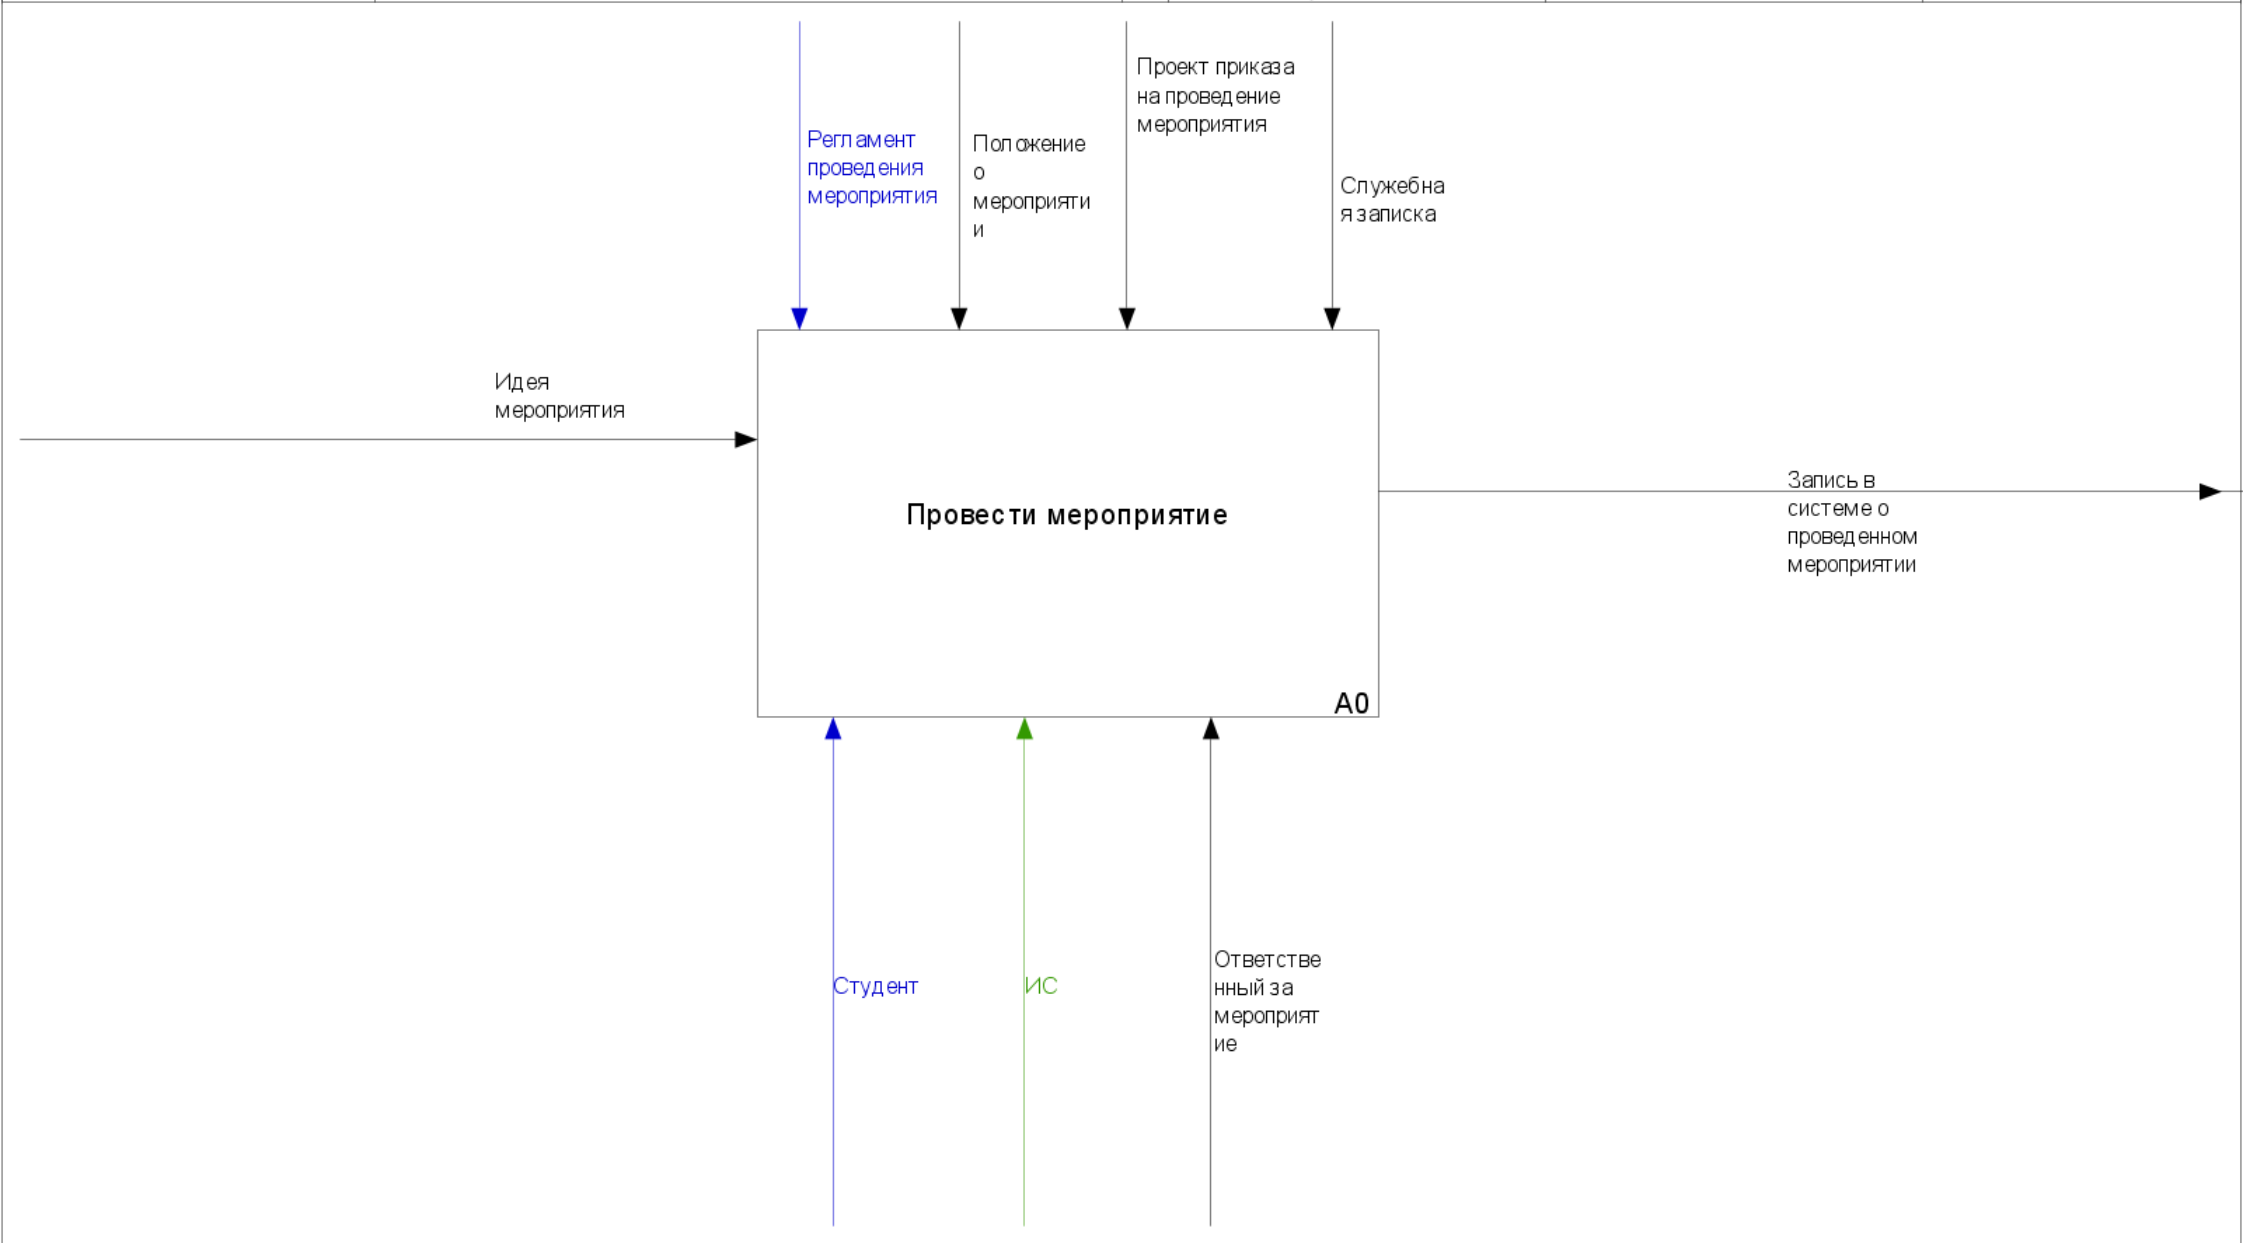 Регламент
проведения
мероприятия
Положение
о
мероприяти
и
Проект приказа
на проведение
мероприятия
Служебна
я записка
Идея
мероприятия
Провести мероприятие
A0
Запись в
системе о
проведенном
мероприятии
Студент
ИС
Ответстве
нный за
мероприят
ие